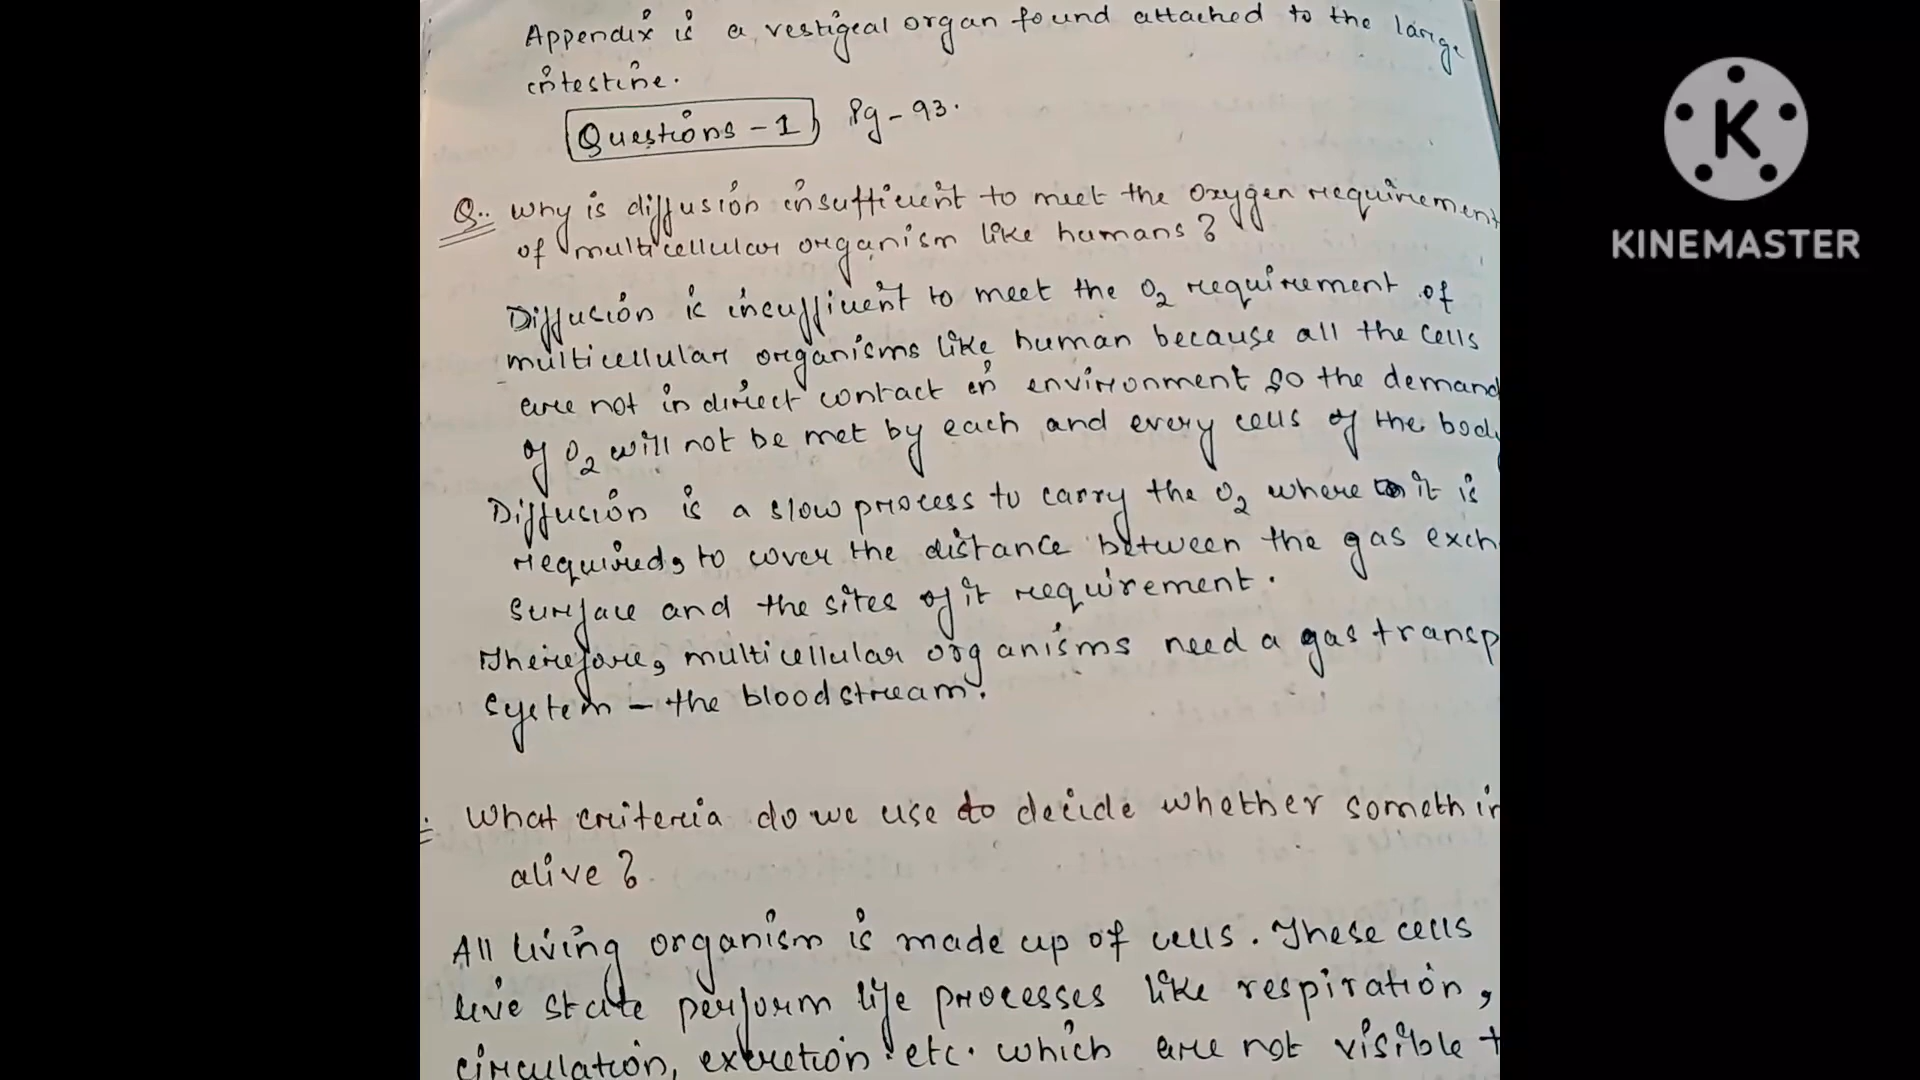 Appendix is a vestigeal organ found attached to the large
intestine.
Questions - 1 Pg - 93.
Q.. Why is diffusion insufficient to meet the oxygen requirement
of multicellular organism like humans?
Diffusion is insufficient to meet the O2 requirement of
multicellular organisms like human because all the cells
are not in direct contact in environment so the demand
of O2 will not be met by each and every cells of the body
Diffusion is a slow process to carry the O2 where it is
required, to cover the distance between the gas exch
surface and the sites of it requirement.
Therefore, multicellular organisms need a gas transp
system - the bloodstream.
What criteria do we use to decide whether somethin
alive?
All living organism is made up of cells. These cells
live state perform life processes like respiration,
circulation, excretion etc. which are not visible t
K
KINEMASTER